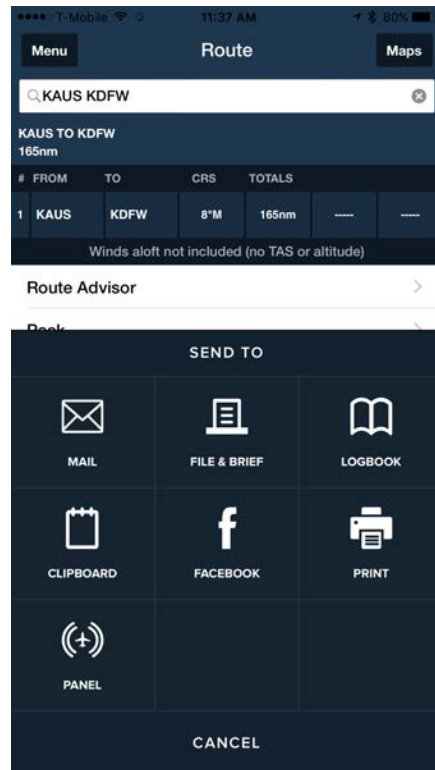 T-Mobile 11:37 AM 80%
Menu Route Maps
KAUS KDFW
KAUS TO KDFW
165nm
# FROM TO CRS TOTALS
1 KAUS KDFW 8°M 165nm ----- -----
Winds aloft not included (no TAS or altitude)
Route Advisor
SEND TO
MAIL FILE & BRIEF LOGBOOK
CLIPBOARD FACEBOOK PRINT
PANEL
CANCEL